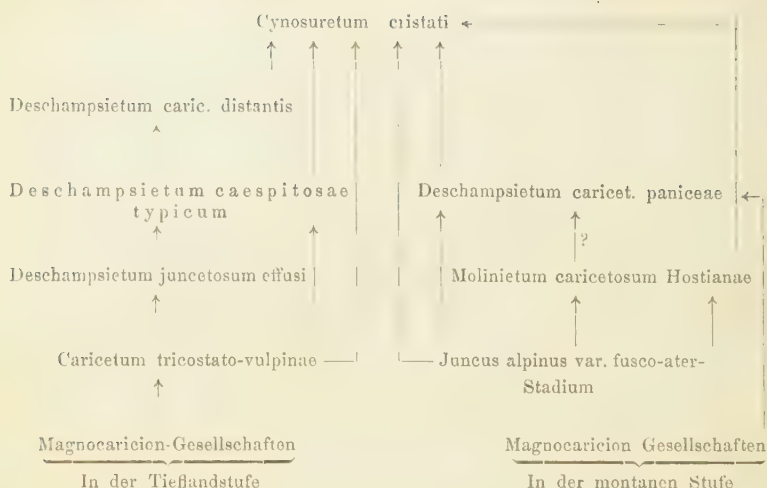 Cynosuretum cristati
Deschampsietum caric. distantis
Deschampsietum caespitosae
typicum
Deschampsietum caricet. paniceae
?
Deschampsietum juncetosum effusi
Molinietum caricetosum Hostianae
Caricetum tricostato-vulpinae
Juncus alpinus var. fusco-ater-
Stadium
Magnocaricion-Gesellschaften
Magnocaricion Gesellschaften
In der Tieflandstufe
In der montanen Stufe